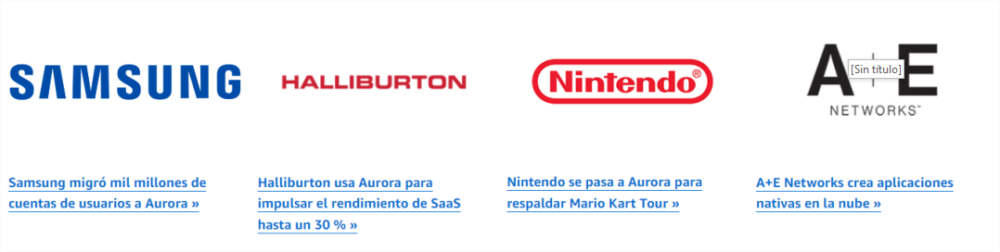 SAMSUNG
HALLIBURTON
Nintendo®
A+E
[Sin título]
NETWORKS™
Samsung migró mil millones de
cuentas de usuarios a Aurora »
Halliburton usa Aurora para
impulsar el rendimiento de SaaS
hasta un 30 % »
Nintendo se pasa a Aurora para
respaldar Mario Kart Tour »
A+E Networks crea aplicaciones
nativas en la nube »